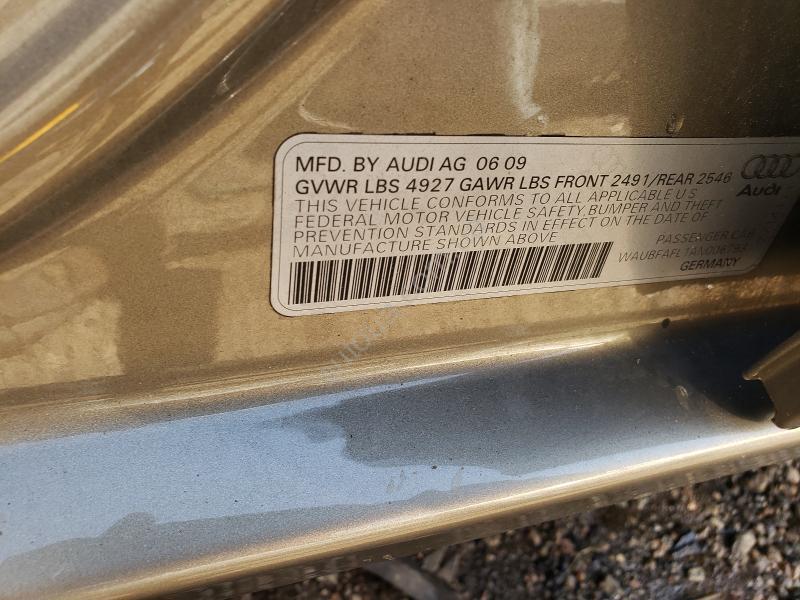 MFD. BY AUDI AG 06 09
GVWR LBS 4927 GAWR LBS FRONT 2491/REAR 2546
THIS VEHICLE CONFORMS TO ALL APPLICABLE U S
FEDERAL MOTOR VEHICLE SAFETY, BUMPER AND THEFT
PREVENTION STANDARDS IN EFFECT ON THE DATE OF
MANUFACTURE SHOWN ABOVE
Audi
PASSENGER CAR
GERMANY